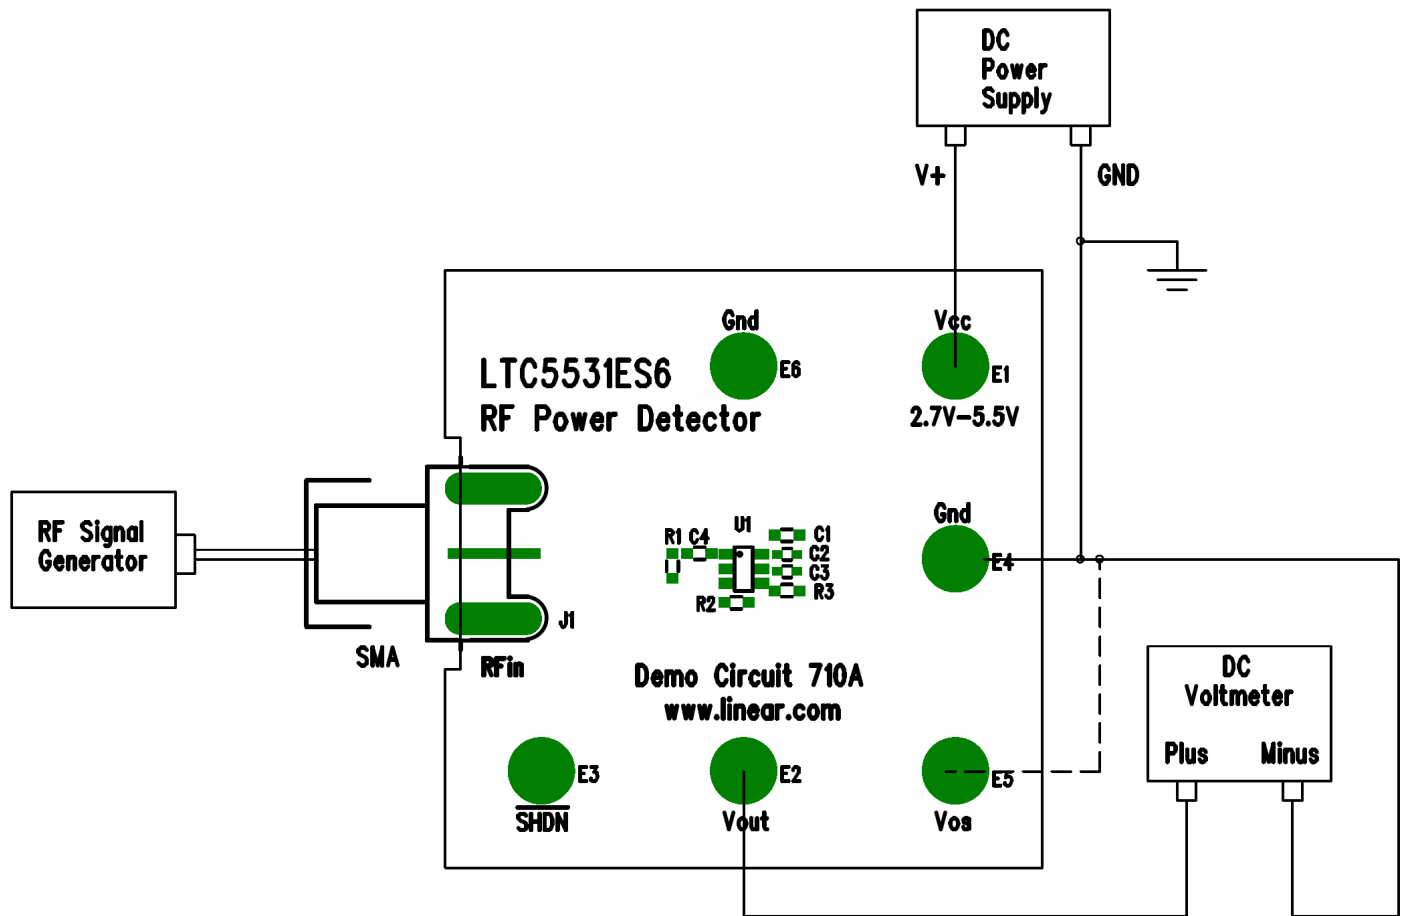 DC
Power
Supply
V+
GND
Gnd
E6
Vcc
E1
2.7V-5.5V
LTC5531ES6
RF Power Detector
RF Signal
Generator
SMA
RFin
J1
Gnd
E4
U1
R1 C4
C1
C2
C3
R3
R2
Demo Circuit 710A
www.linear.com
DC
Voltmeter
Plus Minus
E3
SHDN
E2
Vout
E5
Vos